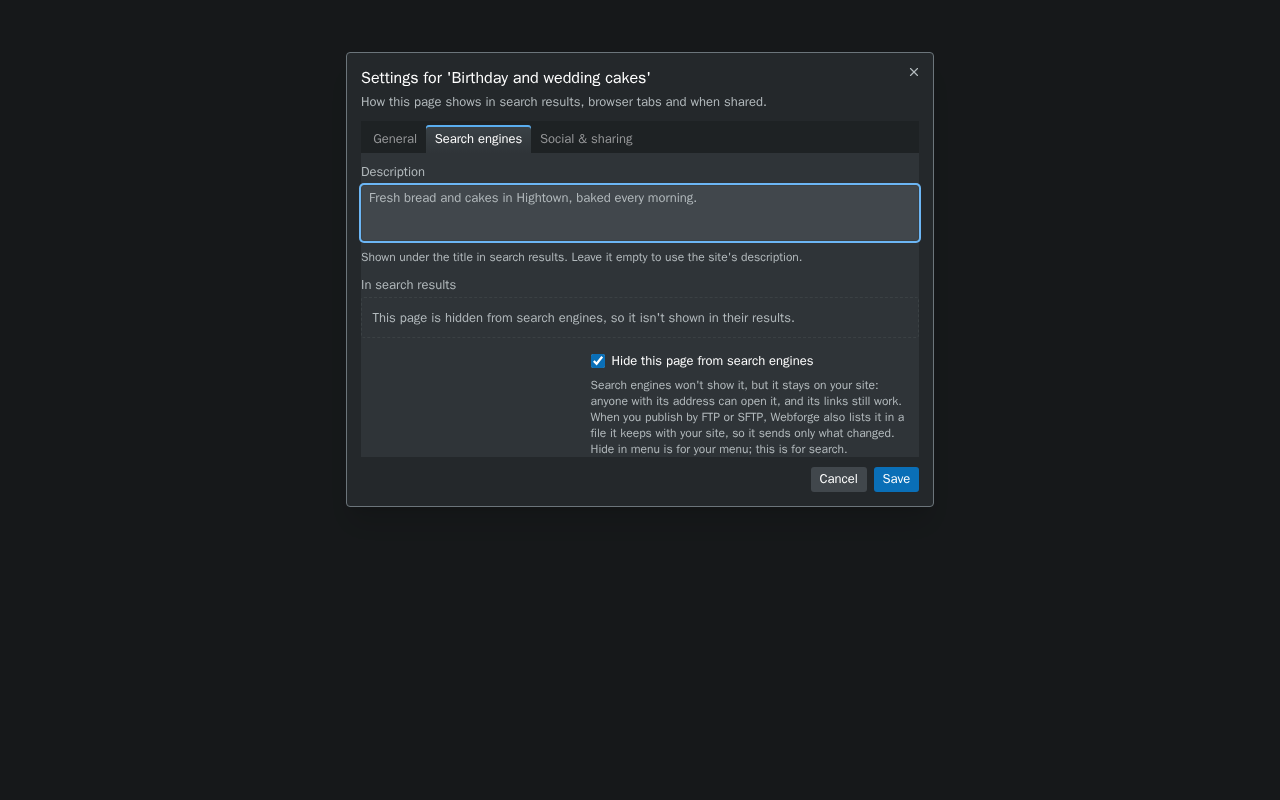 Settings for 'Birthday and wedding cakes'
How this page shows in search results, browser tabs and when shared.
General Search engines Social & sharing
Description
Fresh bread and cakes in Hightown, baked every morning.
Shown under the title in search results. Leave it empty to use the site's description.
In search results
This page is hidden from search engines, so it isn't shown in their results.
Hide this page from search engines
Search engines won't show it, but it stays on your site:
anyone with its address can open it, and its links still work.
When you publish by FTP or SFTP, Webforge also lists it in a
file it keeps with your site, so it sends only what changed.
Hide in menu is for your menu; this is for search.
Cancel Save